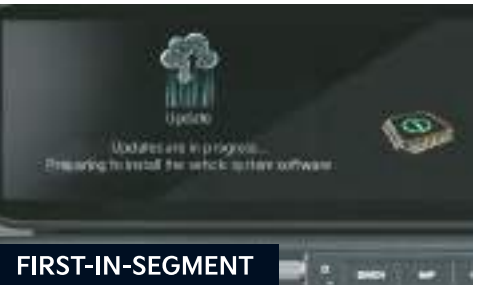 Update
Updates are in progress...
Preparing to install the vehicle system software
FIRST-IN-SEGMENT
MAP